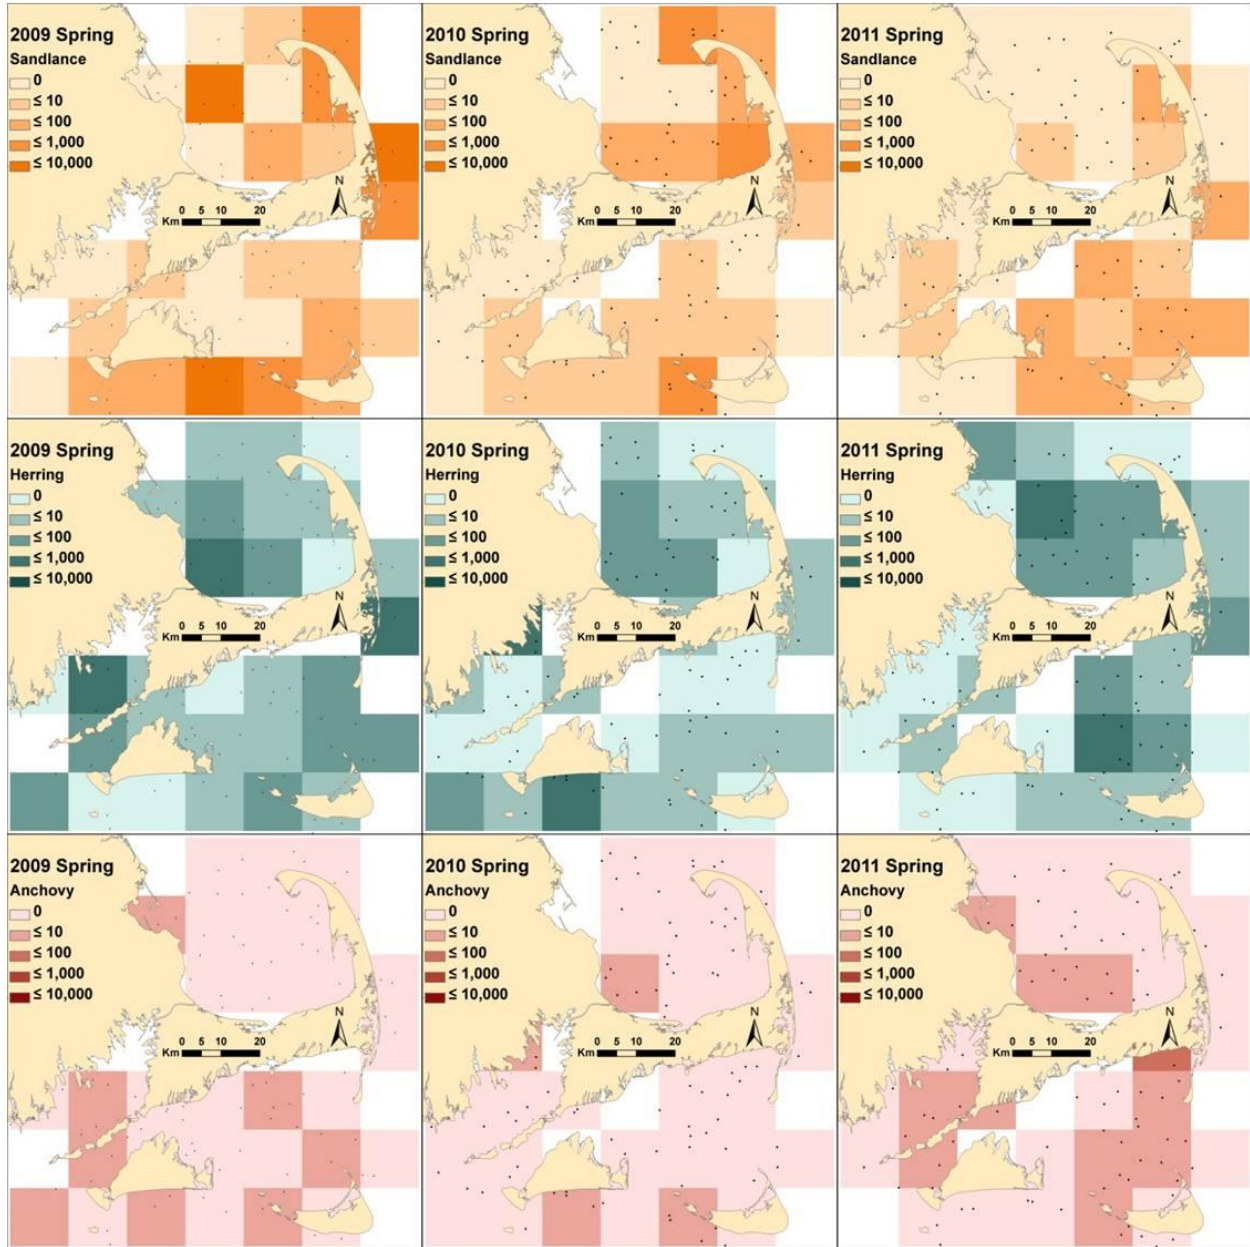 2009 Spring
Sandlance
0
≤ 10
≤ 100
≤ 1,000
≤ 10,000
N
0 5 10 20
Km
2010 Spring
Sandlance
0
≤ 10
≤ 100
≤ 1,000
≤ 10,000
N
0 5 10 20
Km
2011 Spring
Sandlance
0
≤ 10
≤ 100
≤ 1,000
≤ 10,000
N
0 5 10 20
Km
2009 Spring
Herring
0
≤ 10
≤ 100
≤ 1,000
≤ 10,000
N
0 5 10 20
Km
2010 Spring
Herring
0
≤ 10
≤ 100
≤ 1,000
≤ 10,000
N
0 5 10 20
Km
2011 Spring
Herring
0
≤ 10
≤ 100
≤ 1,000
≤ 10,000
N
0 5 10 20
Km
2009 Spring
Anchovy
0
≤ 10
≤ 100
≤ 1,000
≤ 10,000
N
0 5 10 20
Km
2010 Spring
Anchovy
0
≤ 10
≤ 100
≤ 1,000
≤ 10,000
N
0 5 10 20
Km
2011 Spring
Anchovy
0
≤ 10
≤ 100
≤ 1,000
≤ 10,000
N
0 5 10 20
Km